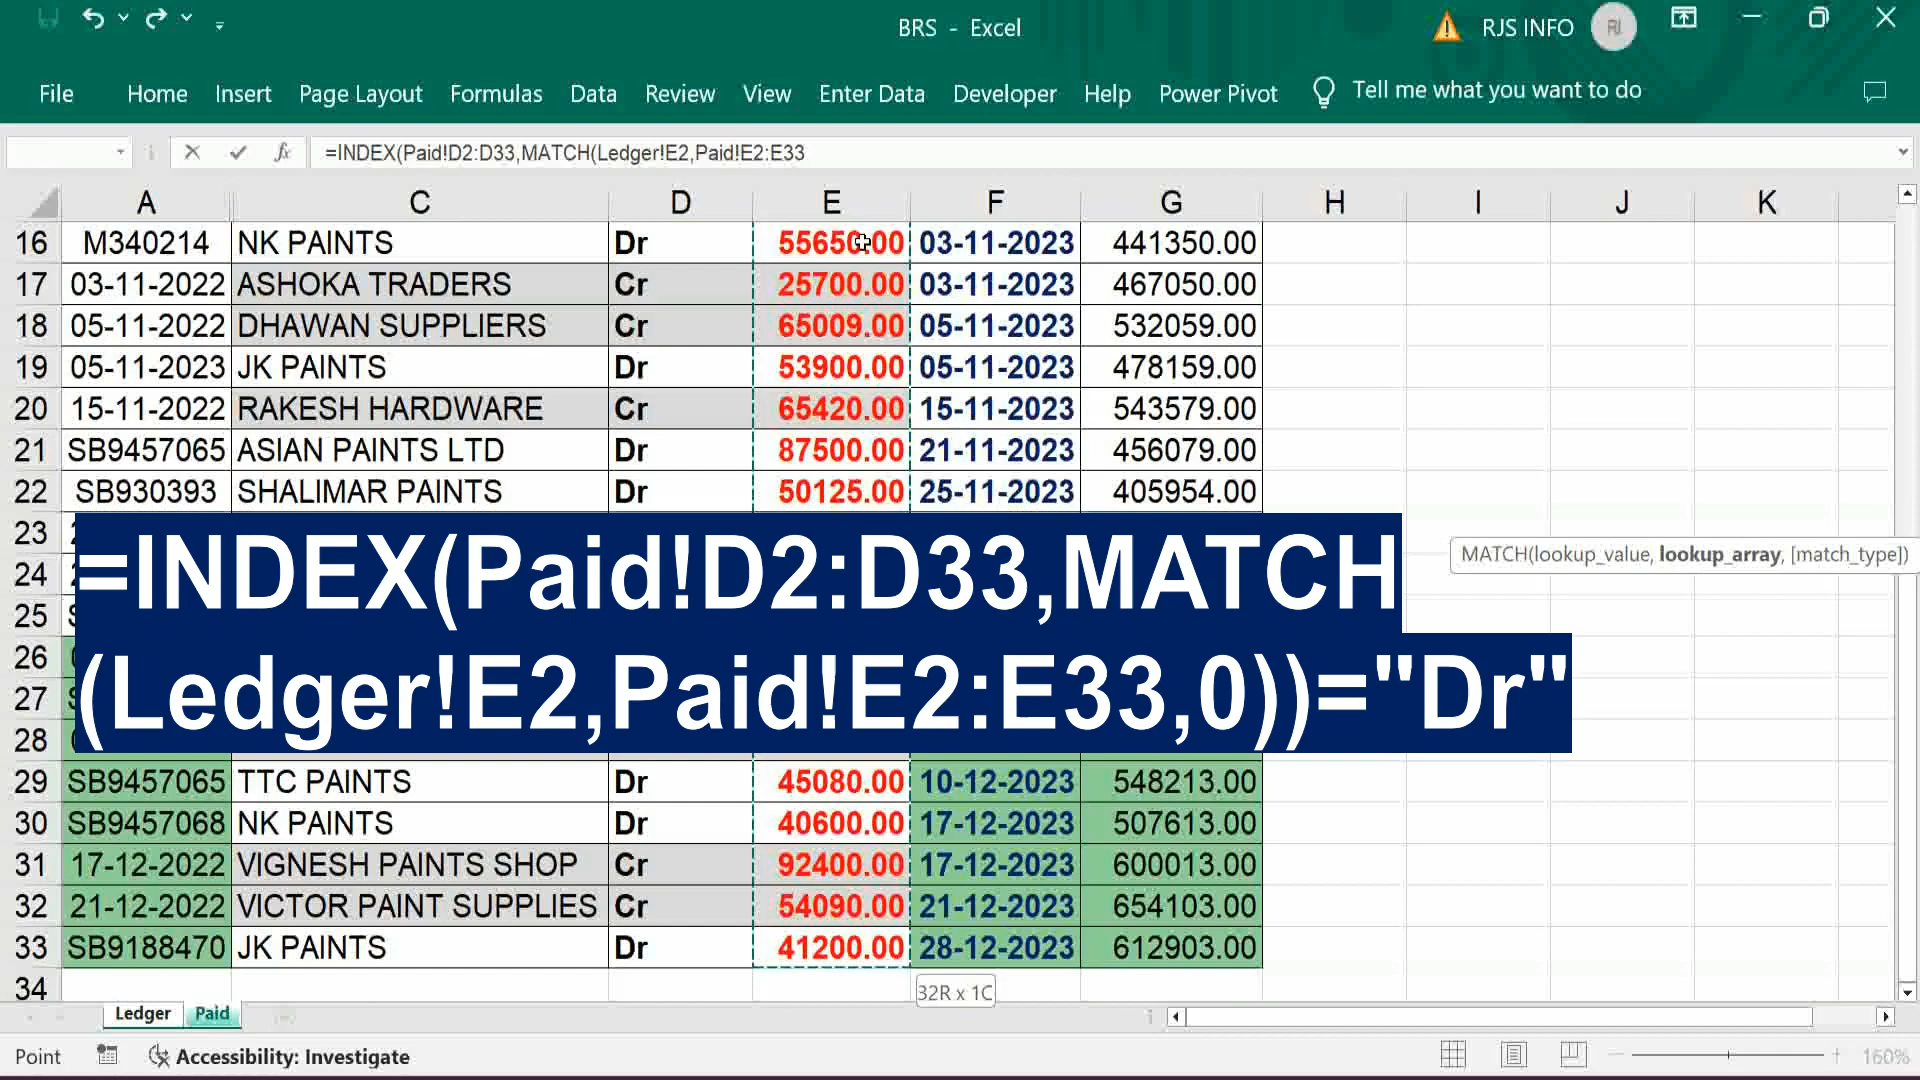 BRS - Excel
RJS INFO
RI
File Home Insert Page Layout Formulas Data Review View Enter Data Developer Help Power Pivot Tell me what you want to do
=INDEX(Paid!D2:D33,MATCH(Ledger!E2,Paid!E2:E33
A C D E F G H I J K
16 M340214 NK PAINTS Dr 55650.00 03-11-2023 441350.00
17 03-11-2022 ASHOKA TRADERS Cr 25700.00 03-11-2023 467050.00
18 05-11-2022 DHAWAN SUPPLIERS Cr 65009.00 05-11-2023 532059.00
19 05-11-2023 JK PAINTS Dr 53900.00 05-11-2023 478159.00
20 15-11-2022 RAKESH HARDWARE Cr 65420.00 15-11-2023 543579.00
21 SB9457065 ASIAN PAINTS LTD Dr 87500.00 21-11-2023 456079.00
22 SB930393 SHALIMAR PAINTS Dr 50125.00 25-11-2023 405954.00
23
MATCH(lookup_value, lookup_array, [match_type])
24
=INDEX(Paid!D2:D33,MATCH
25
26
27
(Ledger!E2,Paid!E2:E33,0))="Dr"
28
29 SB9457065 TTC PAINTS Dr 45080.00 10-12-2023 548213.00
30 SB9457068 NK PAINTS Dr 40600.00 17-12-2023 507613.00
31 17-12-2022 VIGNESH PAINTS SHOP Cr 92400.00 17-12-2023 600013.00
32 21-12-2022 VICTOR PAINT SUPPLIES Cr 54090.00 21-12-2023 654103.00
33 SB9188470 JK PAINTS Dr 41200.00 28-12-2023 612903.00
34
32R x 1C
Ledger Paid
Point Accessibility: Investigate 160%